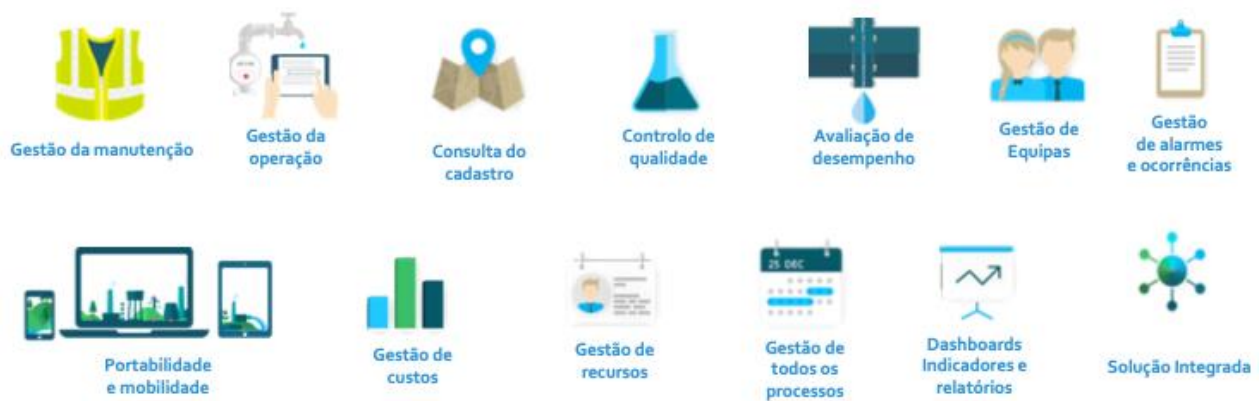 Gestão da manutenção
Gestão da
operação
Consulta do
cadastro
Controlo de
qualidade
Avaliação de
desempenho
Gestão de
Equipas
Gestão
de alarmes
e ocorrências
25 DEC
Portabilidade
e mobilidade
Gestão de
custos
Gestão de
recursos
Gestão de
todos os
processos
Dashboards
Indicadores e
relatórios
Solução Integrada